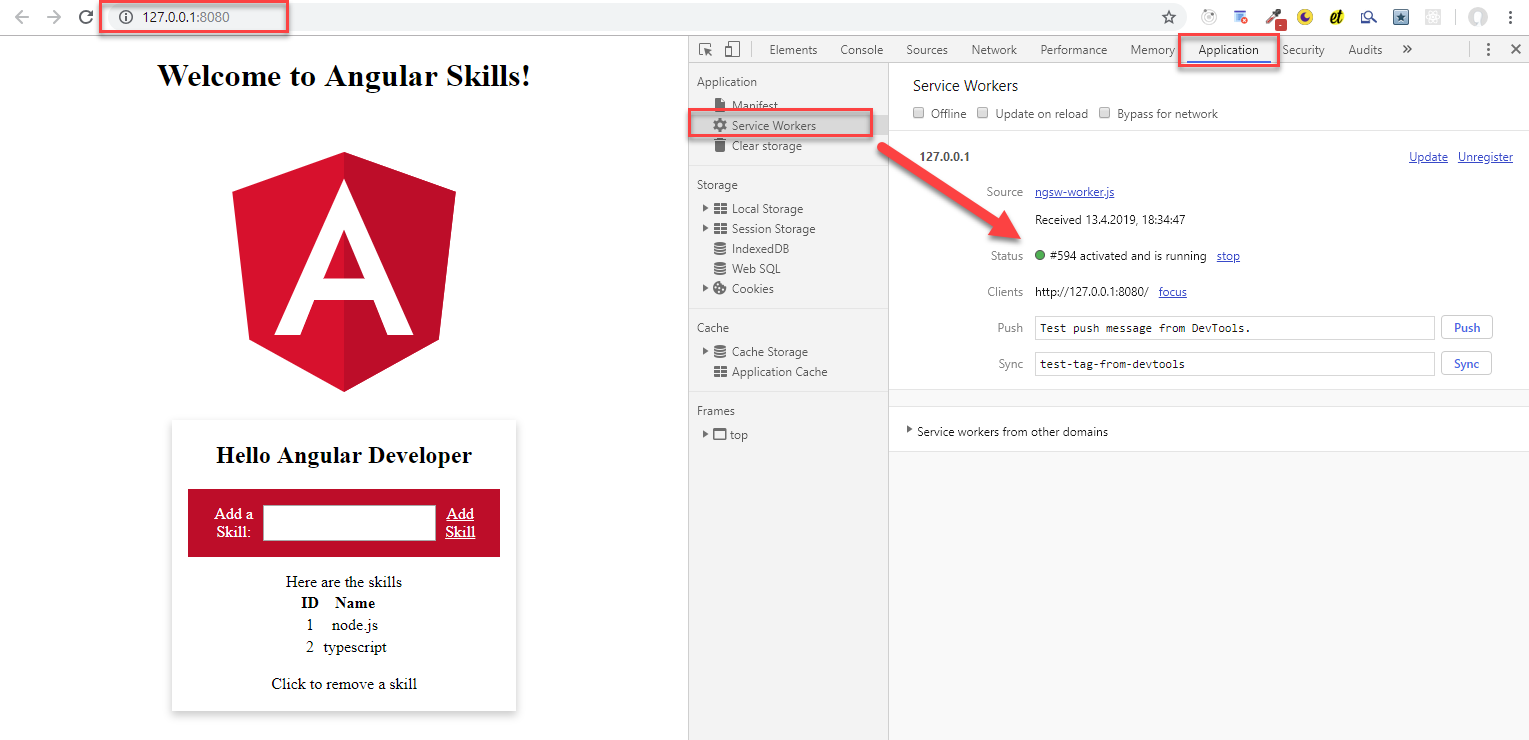 127.0.0.1:8080
et
Welcome to Angular Skills!
A
Hello Angular Developer
Add a
Skill:
Add
Skill
Here are the skills
ID Name
1 node.js
2 typescript
Click to remove a skill
Elements Console Sources Network Performance Memory Application Security Audits »
Application
Manifest
Service Workers
Clear storage
Storage
Local Storage
Session Storage
IndexedDB
Web SQL
Cookies
Cache
Cache Storage
Application Cache
Frames
top
Service Workers
Offline Update on reload Bypass for network
127.0.0.1 Update Unregister
Source ngsw-worker.js
Received 13.4.2019, 18:34:47
Status #594 activated and is running stop
Clients http://127.0.0.1:8080/ focus
Push Test push message from DevTools. Push
Sync test-tag-from-devtools Sync
Service workers from other domains